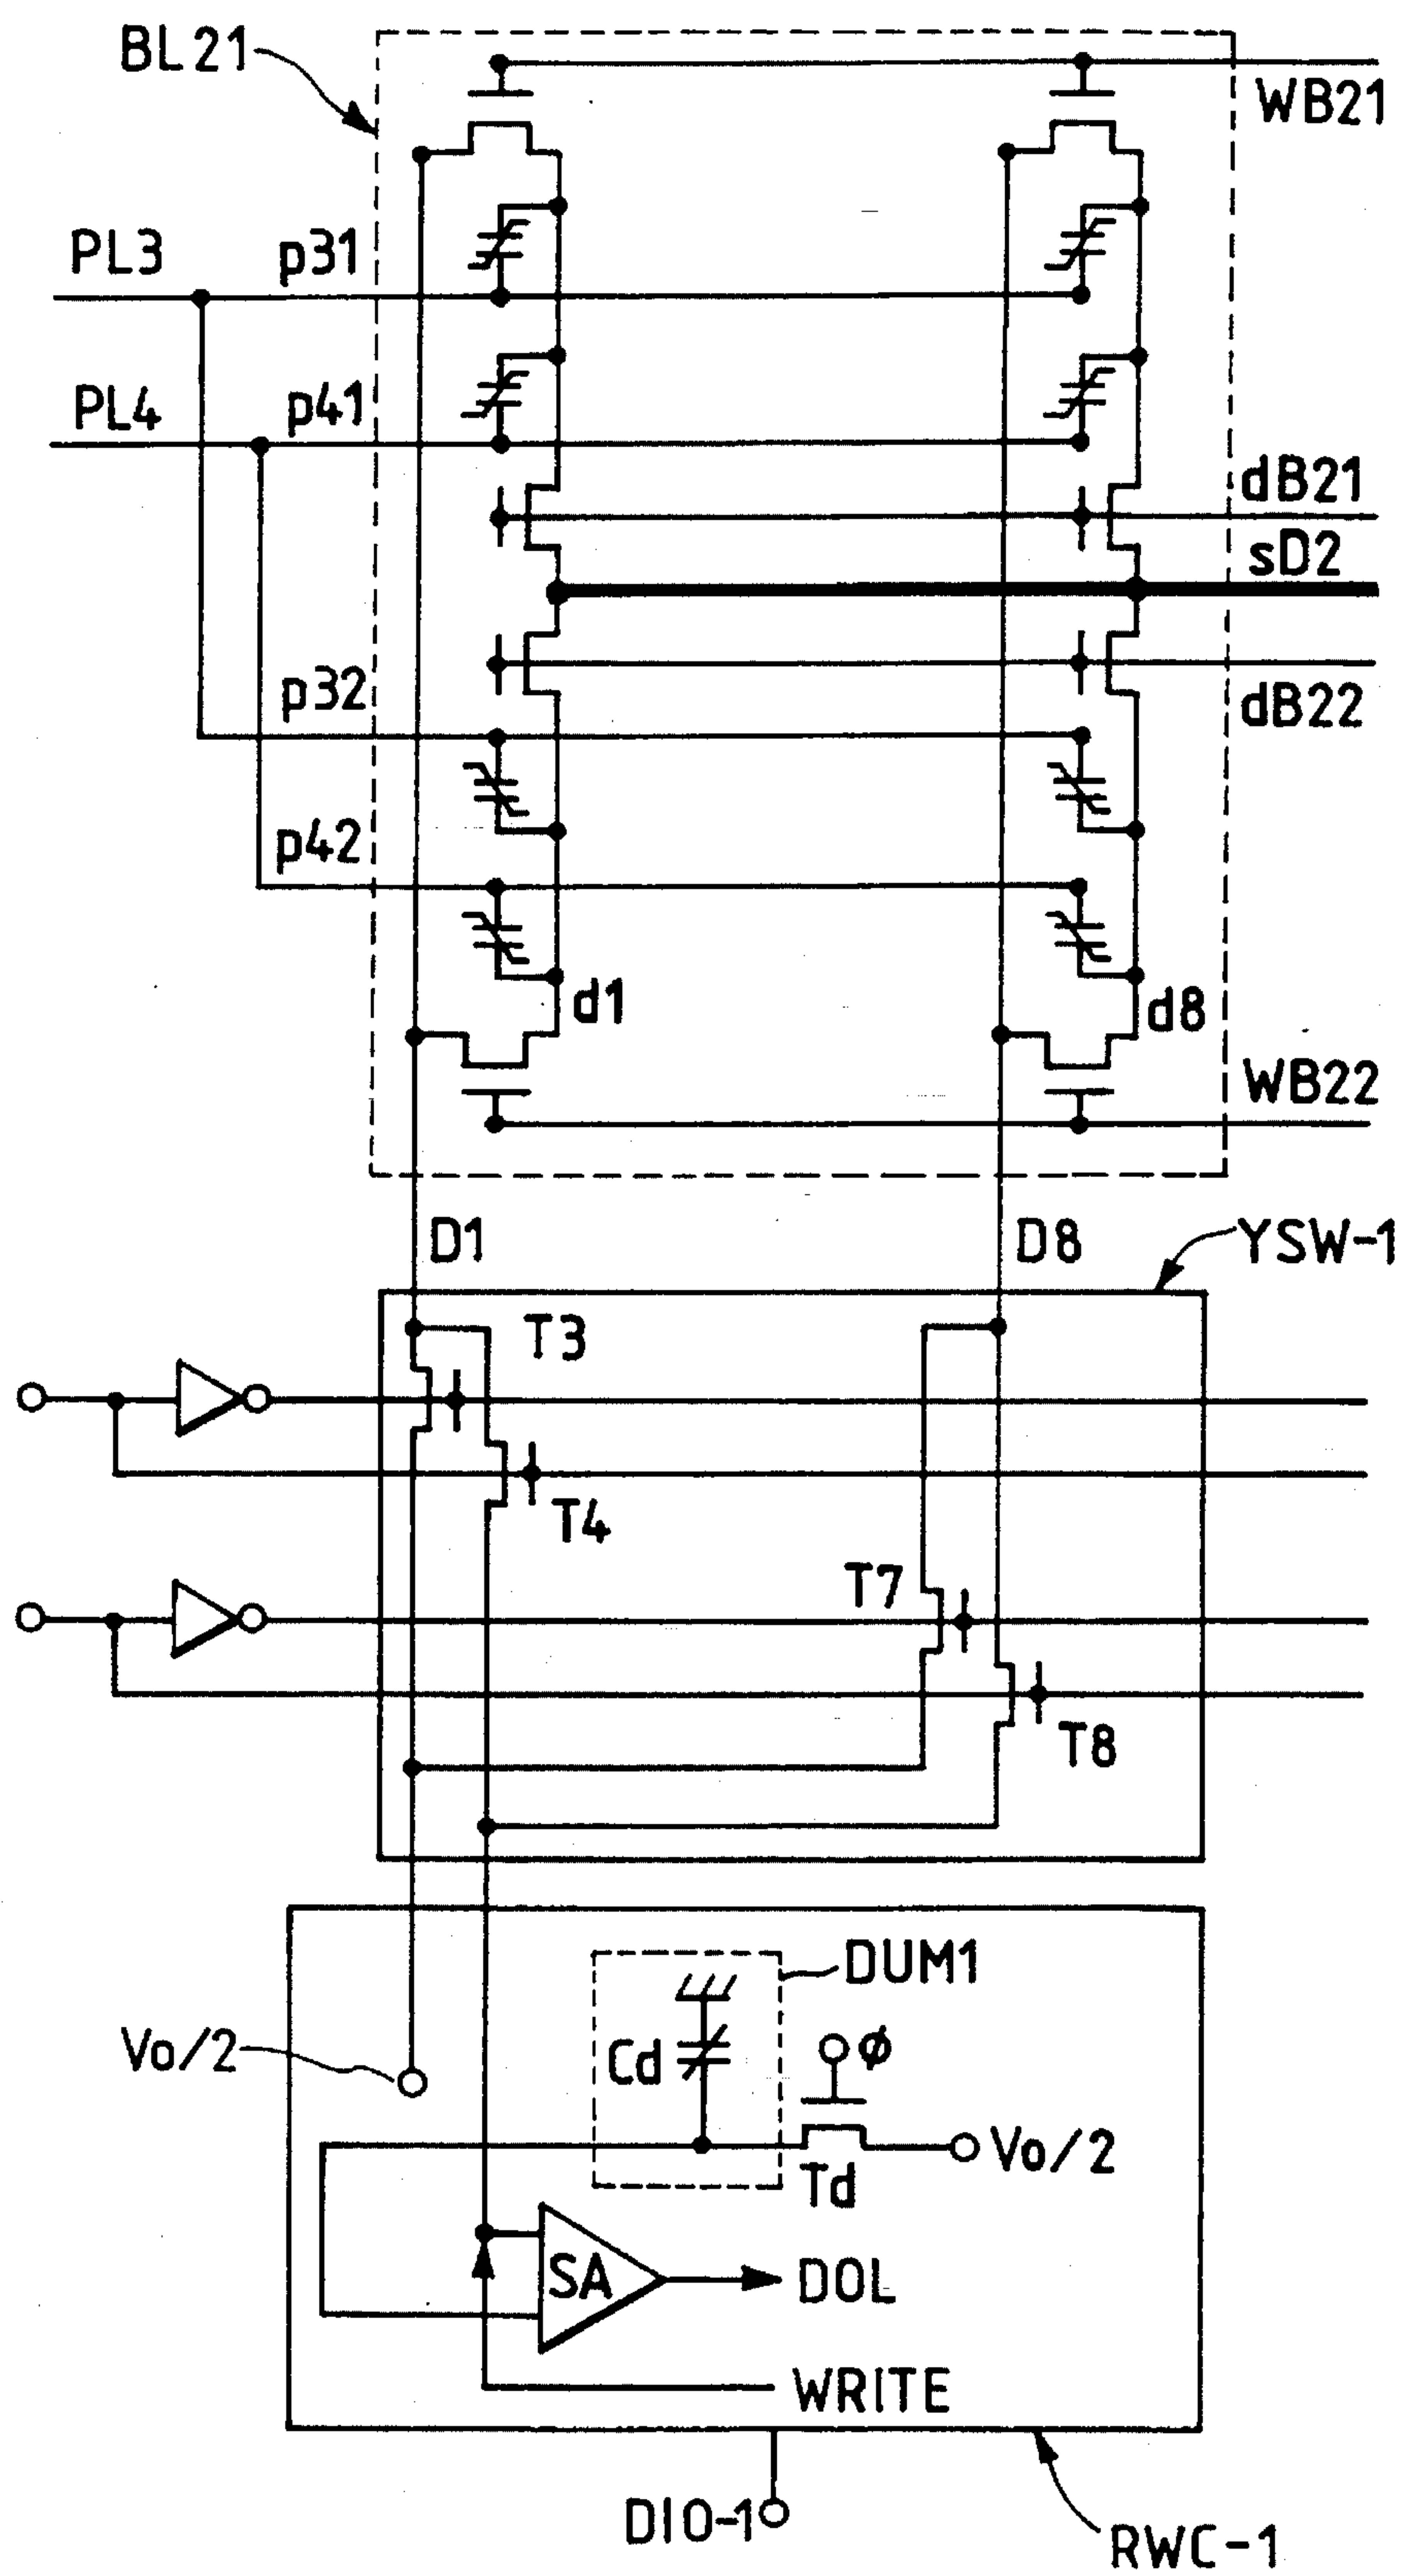 BL21
WB21
PL3 p31
PL4 p41
dB21
sD2
p32
dB22
p42
d1 d8
WB22
D1 D8 YSW-1
T3
T4
T7
T8
DUM1
Vo/2 Cd ø
Vo/2
Td
SA DOL
WRITE
DIO-1
RWC-1